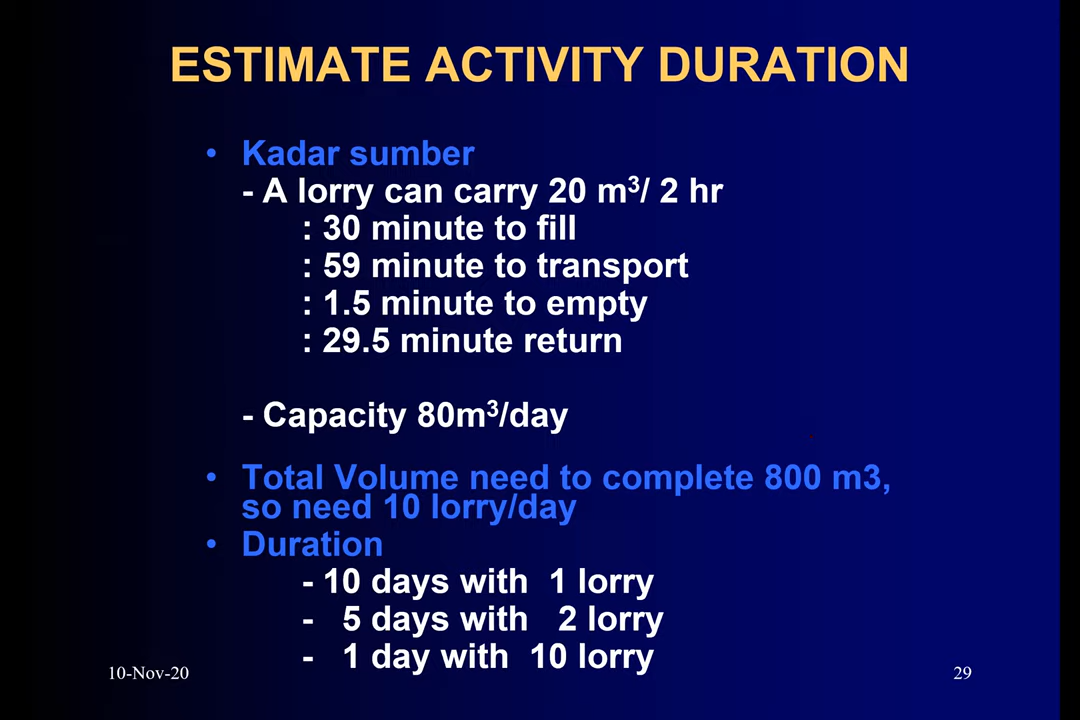 ESTIMATE ACTIVITY DURATION
• Kadar sumber
- A lorry can carry 20 m³/ 2 hr
: 30 minute to fill
: 59 minute to transport
: 1.5 minute to empty
: 29.5 minute return
- Capacity 80m³/day
• Total Volume need to complete 800 m3,
so need 10 lorry/day
• Duration
- 10 days with 1 lorry
- 5 days with 2 lorry
- 1 day with 10 lorry
10-Nov-20
29